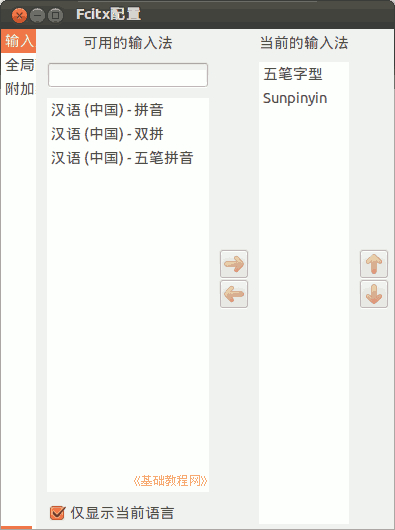 Fcitx配置
输入
全局
附加
可用的输入法
汉语 (中国) - 拼音
汉语 (中国) - 双拼
汉语 (中国) - 五笔拼音
《基础教程网》
仅显示当前语言
当前的输入法
五笔字型
Sunpinyin